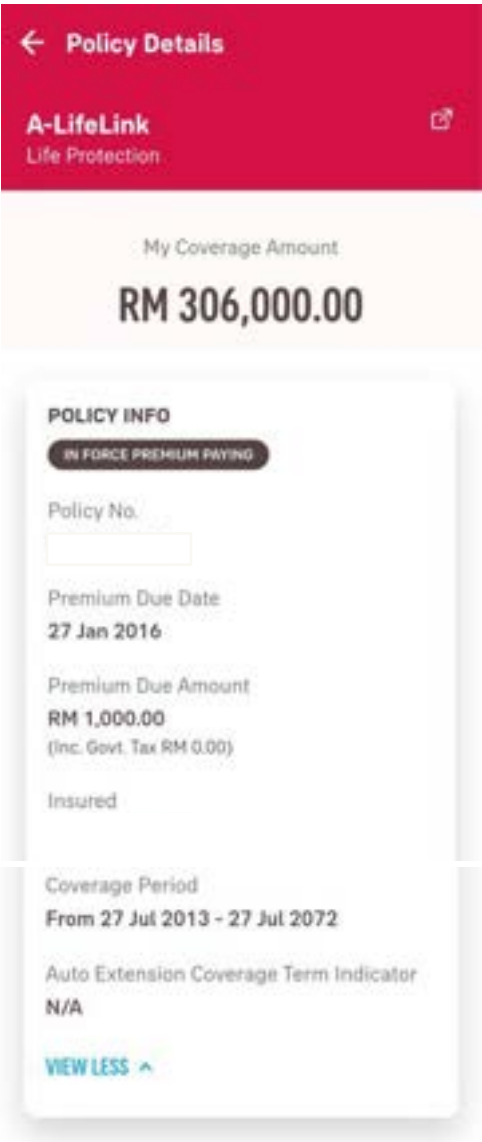 Policy Details
A-LifeLink
Life Protection
My Coverage Amount
RM 306,000.00
POLICY INFO
IN FORCE PREMIUM PAYING
Policy No.
Premium Due Date
27 Jan 2016
Premium Due Amount
RM 1,000.00
(Inc. Govt. Tax RM 0.00)
Insured
Coverage Period
From 27 Jul 2013 - 27 Jul 2072
Auto Extension Coverage Term Indicator
N/A
VIEW LESS